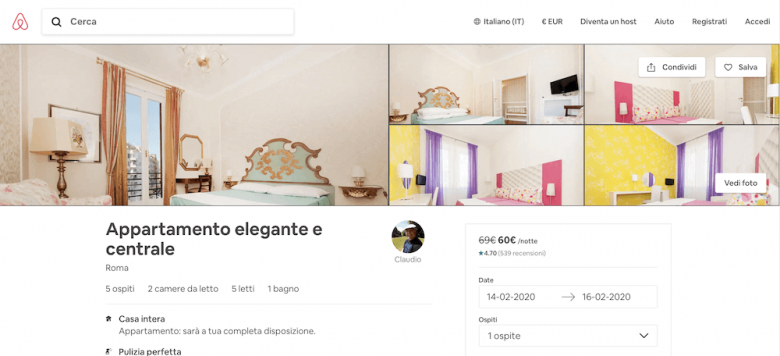 Cerca
Italiano (IT) € EUR Diventa un host Aiuto Registrati Accedi
Condividi Salva
Vedi foto
Appartamento elegante e
centrale
Roma
Claudio
5 ospiti 2 camere da letto 5 letti 1 bagno
Casa intera
Appartamento: sarà a tua completa disposizione.
Pulizia perfetta
69€ 60€ /notte
★4.70 (539 recensioni)
Date
14-02-2020 → 16-02-2020
Ospiti
1 ospite